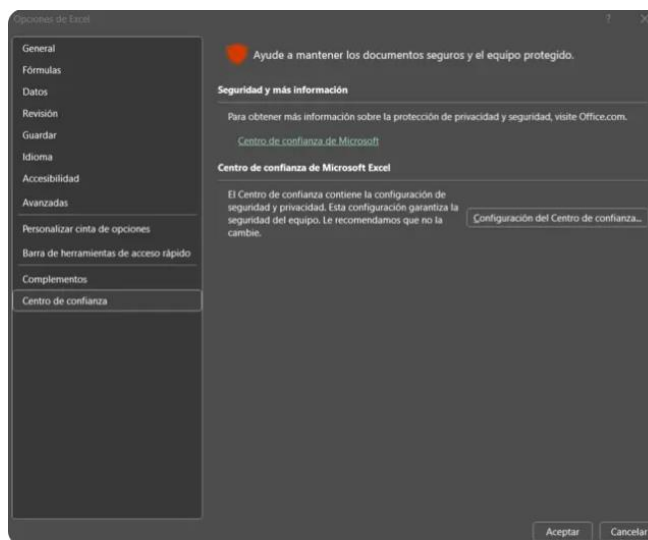 Opciones de Excel
? X
General
Fórmulas
Datos
Revisión
Guardar
Idioma
Accesibilidad
Avanzadas
Personalizar cinta de opciones
Barra de herramientas de acceso rápido
Complementos
Centro de confianza
Ayude a mantener los documentos seguros y el equipo protegido.
Seguridad y más información
Para obtener más información sobre la protección de privacidad y seguridad, visite Office.com.
Centro de confianza de Microsoft
Centro de confianza de Microsoft Excel
El Centro de confianza contiene la configuración de
seguridad y privacidad. Esta configuración garantiza la
seguridad del equipo. Le recomendamos que no la
cambie.
Configuración del Centro de confianza...
Aceptar
Cancelar